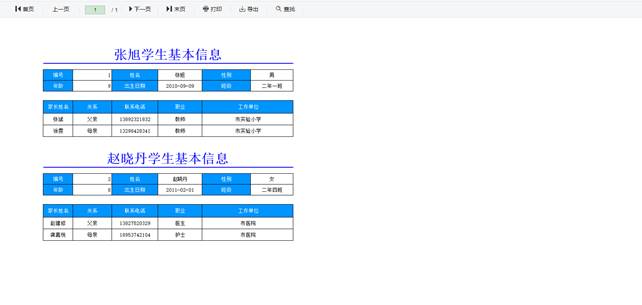 首页 上一页 1 / 1 下一页 末页 打印 导出 查找
张旭学生基本信息
编号 1 姓名 张旭 性别 男
年龄 9 出生日期 2010-09-09 班级 二年一班
家长姓名 关系 联系电话 职业 工作单位
张斌 父亲 13892321832 教师 市实验小学
徐霞 母亲 13298428341 教师 市实验小学
赵晓丹学生基本信息
编号 2 姓名 赵晓丹 性别 女
年龄 8 出生日期 2011-02-01 班级 二年四班
家长姓名 关系 联系电话 职业 工作单位
赵建修 父亲 13827820329 医生 市医院
母亲 18953742104 护士 市医院